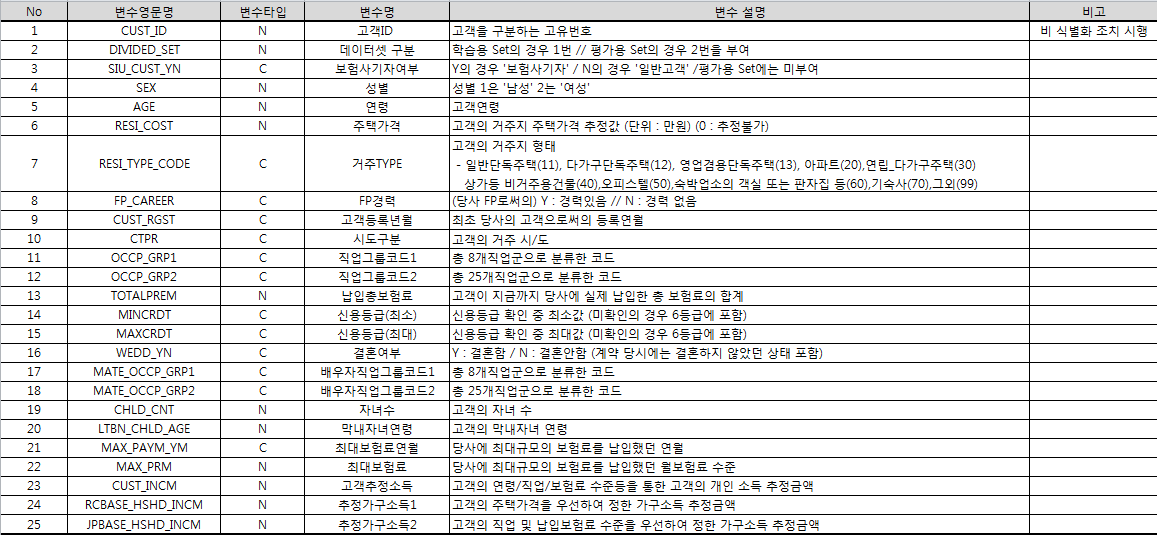 No 변수영문명 변수타입 변수명 변수 설명 비고
1 CUST_ID N 고객ID 고객을 구분하는 고유번호 비 식별화 조치 시행
2 DIVIDED_SET N 데이터셋 구분 학습용 Set의 경우 1번 // 평가용 Set의 경우 2번을 부여
3 SIU_CUST_YN C 보험사기자여부 Y의 경우 '보험사기자' / N의 경우 '일반고객' /평가용 Set에는 미부여
4 SEX N 성별 성별 1은 '남성' 2는 '여성'
5 AGE N 연령 고객연령
6 RESI_COST N 주택가격 고객의 거주지 주택가격 추정값 (단위 : 만원) (0 : 추정불가)
7 RESI_TYPE_CODE C 거주TYPE 고객의 거주지 형태
- 일반단독주택(11), 다가구단독주택(12), 영업겸용단독주택(13), 아파트(20),연립_다가구주택(30)
상가등 비거주용건물(40),오피스텔(50),숙박업소의 객실 또는 판자집 등(60),기숙사(70),그외(99)
8 FP_CAREER C FP경력 (당사 FP로써의) Y : 경력있음 // N : 경력 없음
9 CUST_RGST C 고객등록년월 최초 당사의 고객으로써의 등록연월
10 CTPR C 시도구분 고객의 거주 시/도
11 OCCP_GRP1 C 직업그룹코드1 총 8개직업군으로 분류한 코드
12 OCCP_GRP2 C 직업그룹코드2 총 25개직업군으로 분류한 코드
13 TOTALPREM N 납입총보험료 고객이 지금까지 당사에 실제 납입한 총 보험료의 합계
14 MINCRDT C 신용등급(최소) 신용등급 확인 중 최소값 (미확인의 경우 6등급에 포함)
15 MAXCRDT C 신용등급(최대) 신용등급 확인 중 최대값 (미확인의 경우 6등급에 포함)
16 WEDD_YN C 결혼여부 Y : 결혼함 / N : 결혼안함 (계약 당시에는 결혼하지 않았던 상태 포함)
17 MATE_OCCP_GRP1 C 배우자직업그룹코드1 총 8개직업군으로 분류한 코드
18 MATE_OCCP_GRP2 C 배우자직업그룹코드2 총 25개직업군으로 분류한 코드
19 CHLD_CNT N 자녀수 고객의 자녀 수
20 LTBN_CHLD_AGE N 막내자녀연령 고객의 막내자녀 연령
21 MAX_PAYM_YM C 최대보험료연월 당사에 최대규모의 보험료를 납입했던 연월
22 MAX_PRM N 최대보험료 당사에 최대규모의 보험료를 납입했던 월보험료 수준
23 CUST_INCM N 고객추정소득 고객의 연령/직업/보험료 수준등을 통한 고객의 개인 소득 추정금액
24 RCBASE_HSHD_INCM N 추정가구소득1 고객의 주택가격을 우선하여 정한 가구소득 추정금액
25 JPBASE_HSHD_INCM N 추정가구소득2 고객의 직업 및 납입보험료 수준을 우선하여 정한 가구소득 추정금액